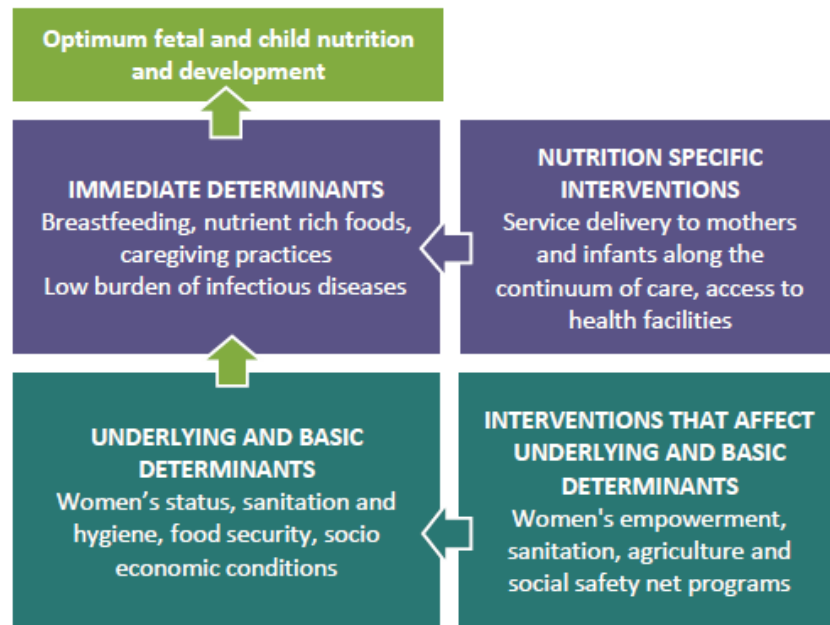 Optimum fetal and child nutrition
and development
IMMEDIATE DETERMINANTS
Breastfeeding, nutrient rich foods,
caregiving practices
Low burden of infectious diseases
NUTRITION SPECIFIC
INTERVENTIONS
Service delivery to mothers
and infants along the
continuum of care, access to
health facilities
UNDERLYING AND BASIC
DETERMINANTS
Women’s status, sanitation and
hygiene, food security, socio
economic conditions
INTERVENTIONS THAT AFFECT
UNDERLYING AND BASIC
DETERMINANTS
Women's empowerment,
sanitation, agriculture and
social safety net programs